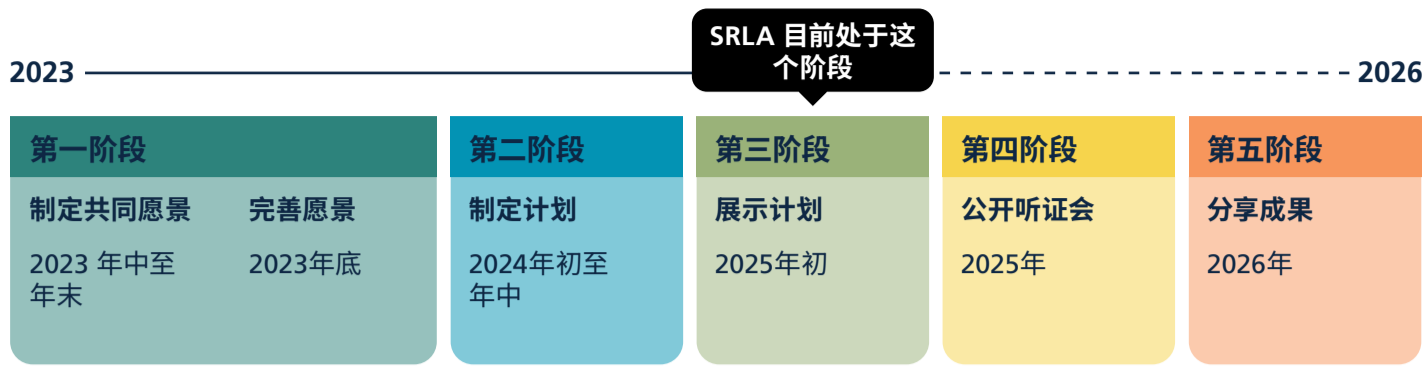 SRLA 目前处于这
个阶段
2023
2026
第一阶段
制定共同愿景
2023 年中至
年末
完善愿景
2023年底
第二阶段
制定计划
2024年初至
年中
第三阶段
展示计划
2025年初
第四阶段
公开听证会
2025年
第五阶段
分享成果
2026年